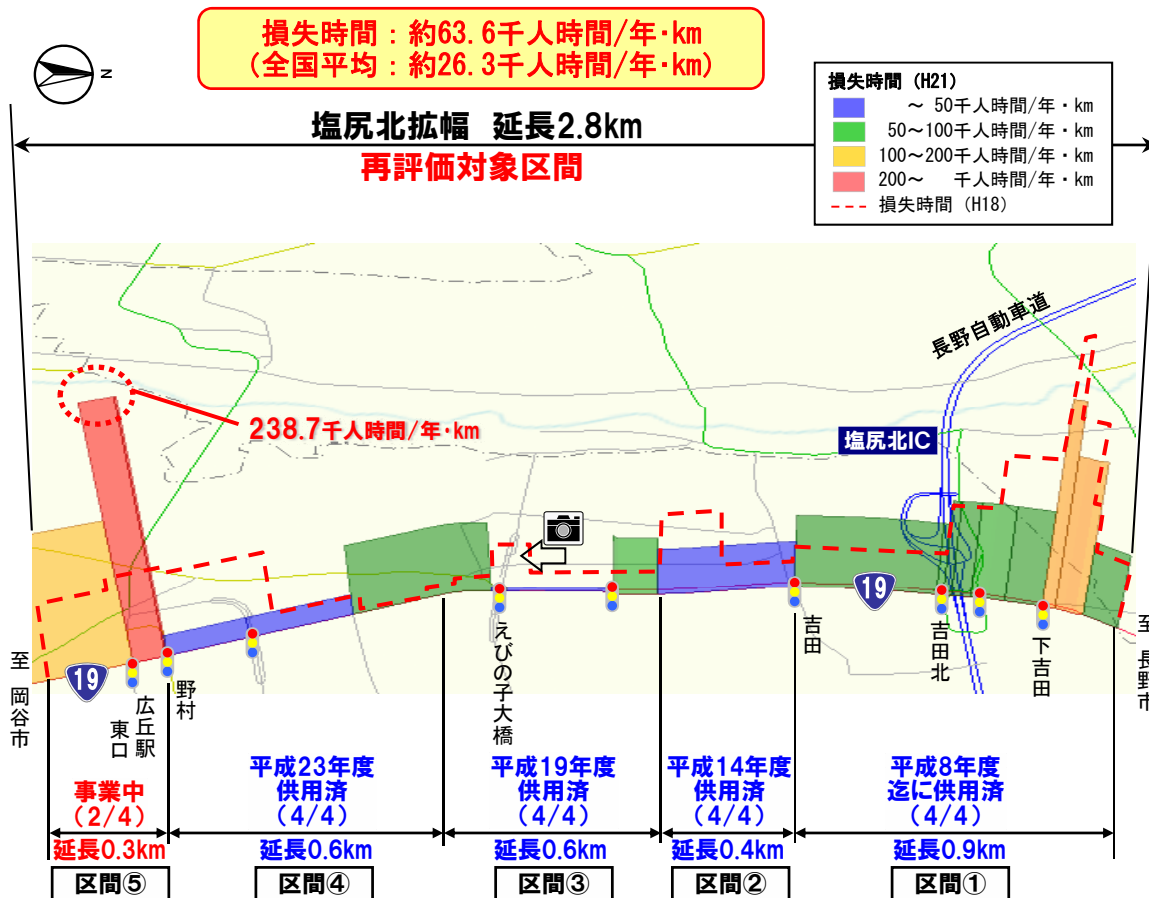 損失時間：約63.6千人時間/年・km
(全国平均：約26.3千人時間/年・km)
N
塩尻北拡幅 延長2.8km
再評価対象区間
損失時間 (H21)
～ 50千人時間/年・km
50～100千人時間/年・km
100～200千人時間/年・km
200～ 千人時間/年・km
損失時間 (H18)
長野自動車道
238.7千人時間/年・km
塩尻北IC
19
19
至 岡谷市
広丘駅
東口
野村
えびの子大橋
吉田
吉田北
下吉田
至 長野市
事業中
(2/4)
延長0.3km
区間⑤
平成23年度
供用済
(4/4)
延長0.6km
区間④
平成19年度
供用済
(4/4)
延長0.6km
区間③
平成14年度
供用済
(4/4)
延長0.4km
区間②
平成8年度
迄に供用済
(4/4)
延長0.9km
区間①